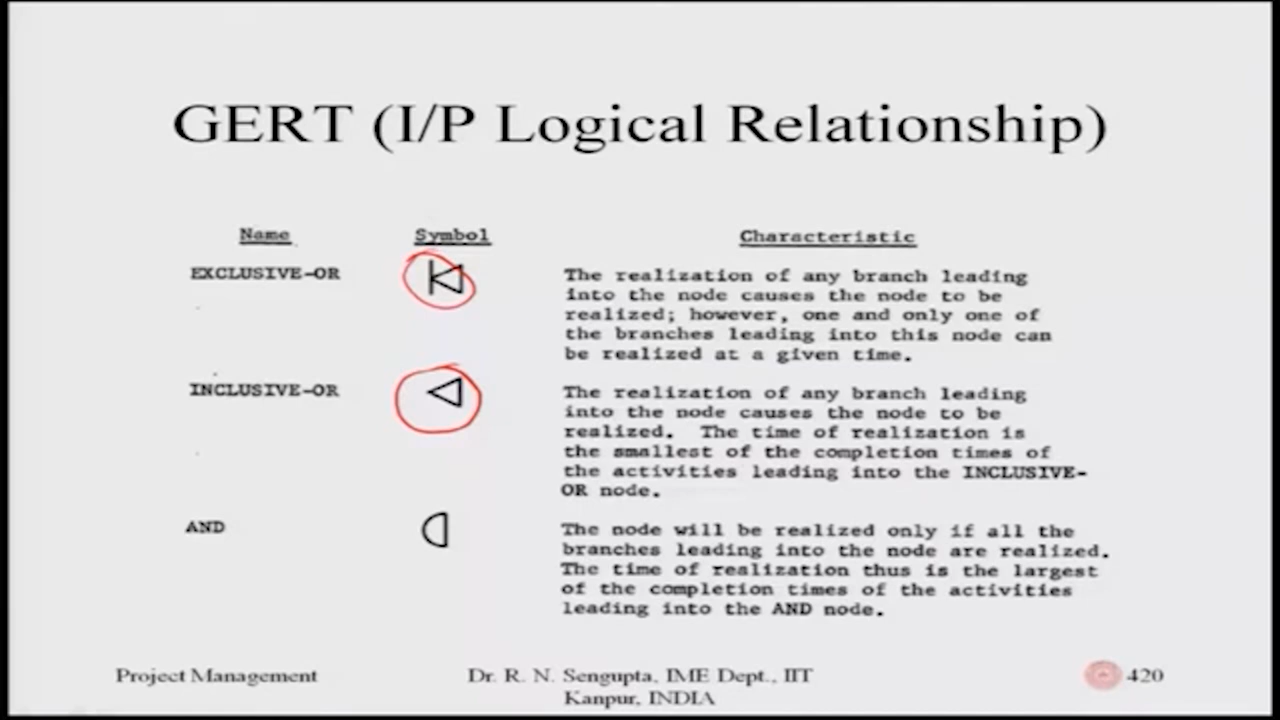 GERT (I/P Logical Relationship)
Name Symbol Characteristic
EXCLUSIVE-OR The realization of any branch leading
into the node causes the node to be
realized; however, one and only one of
the branches leading into this node can
be realized at a given time.
INCLUSIVE-OR The realization of any branch leading
into the node causes the node to be
realized. The time of realization is
the smallest of the completion times of
the activities leading into the INCLUSIVE-
OR node.
AND The node will be realized only if all the
branches leading into the node are realized.
The time of realization thus is the largest
of the completion times of the activities
leading into the AND node.
Project Management Dr. R. N. Sengupta, IME Dept., IIT 420
Kanpur, INDIA